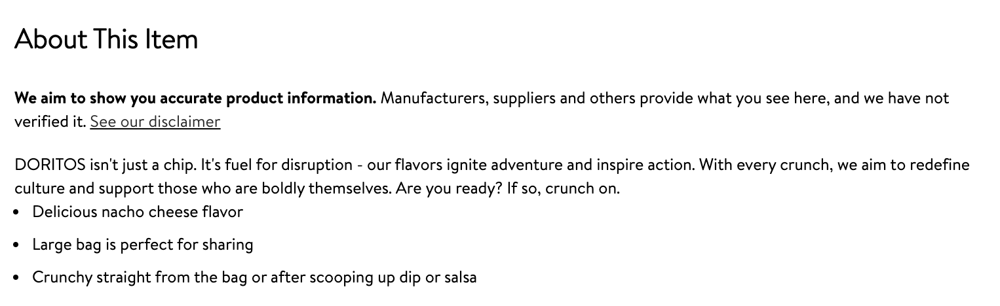 About This Item
We aim to show you accurate product information. Manufacturers, suppliers and others provide what you see here, and we have not
verified it. See our disclaimer
DORITOS isn't just a chip. It's fuel for disruption - our flavors ignite adventure and inspire action. With every crunch, we aim to redefine
culture and support those who are boldly themselves. Are you ready? If so, crunch on.
• Delicious nacho cheese flavor
• Large bag is perfect for sharing
• Crunchy straight from the bag or after scooping up dip or salsa